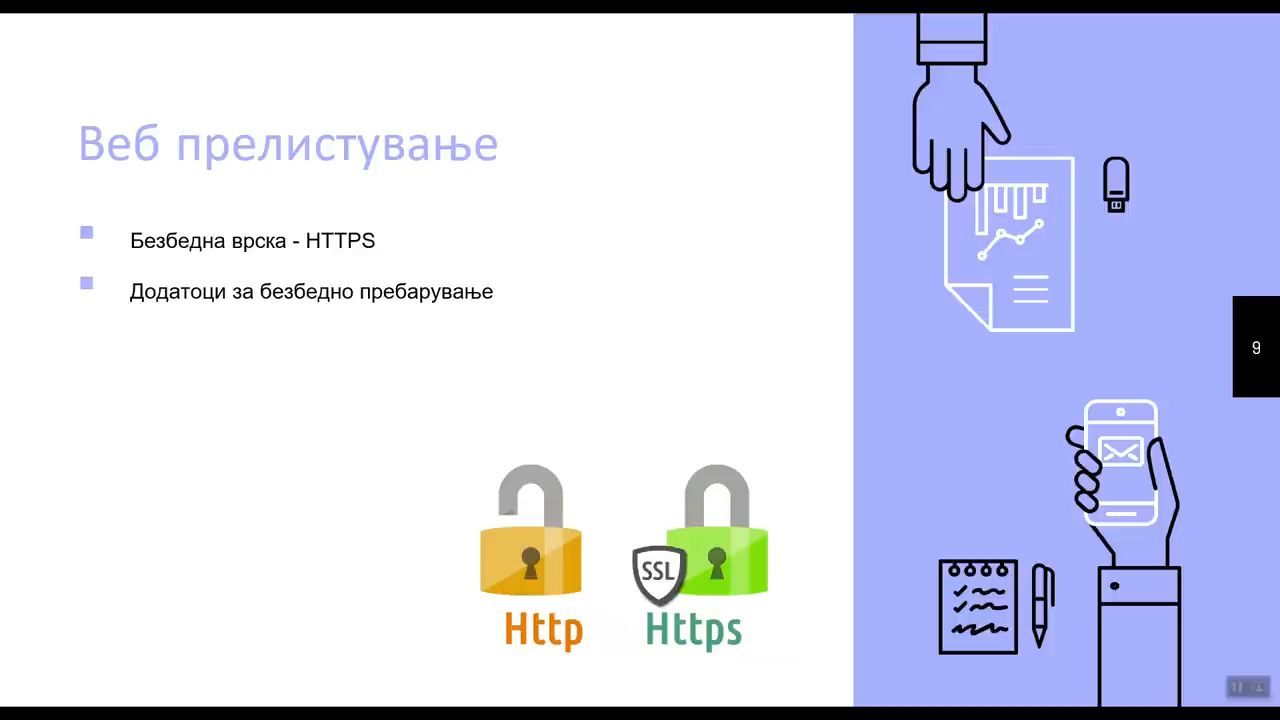 Веб прелистување
Безбедна врска - HTTPS
Додатоци за безбедно пребарување
9
SSL
Http
Https